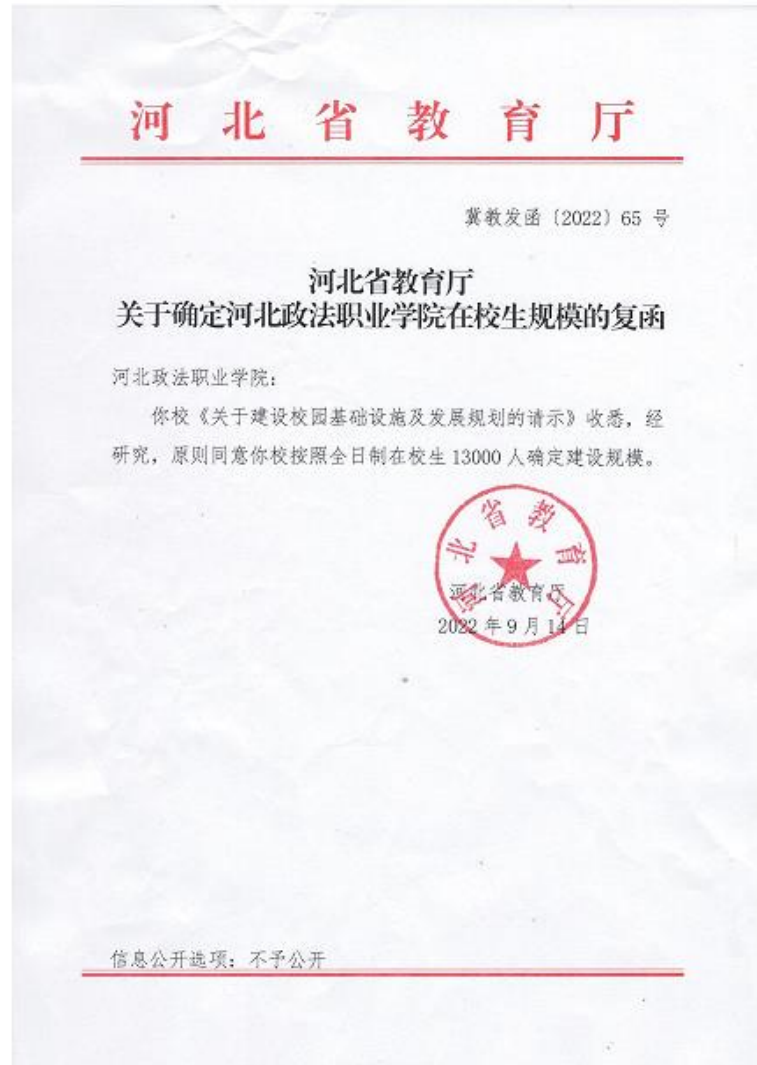 河北省教育厅
冀教发函〔2022〕65 号
河北省教育厅
关于确定河北政法职业学院在校生规模的复函
河北政法职业学院：
你校《关于建设校园基础设施及发展规划的请示》收悉，经
研究，原则同意你校按照全日制在校生 13000 人确定建设规模。
河北省教育厅
河北省教育厅
2022 年 9 月 14 日
信息公开选项：不予公开